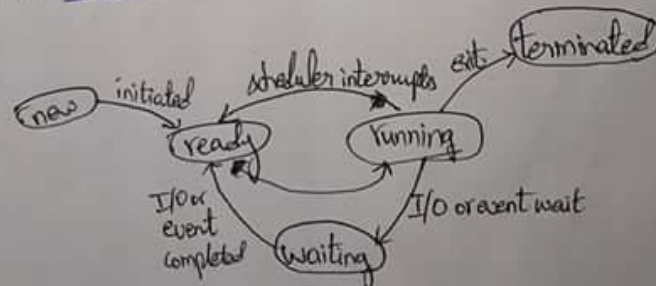 terminated
scheduler interrupts
exit
new
initiated
ready
running
I/O or
event
completed
I/O or event wait
waiting